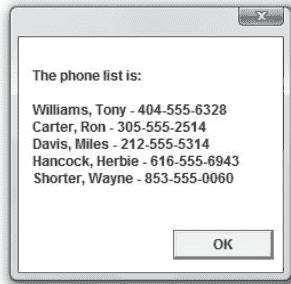 The phone list is:
Williams, Tony - 404-555-6328
Carter, Ron - 305-555-2514
Davis, Miles - 212-555-5314
Hancock, Herbie - 616-555-6943
Shorter, Wayne - 853-555-0060
OK